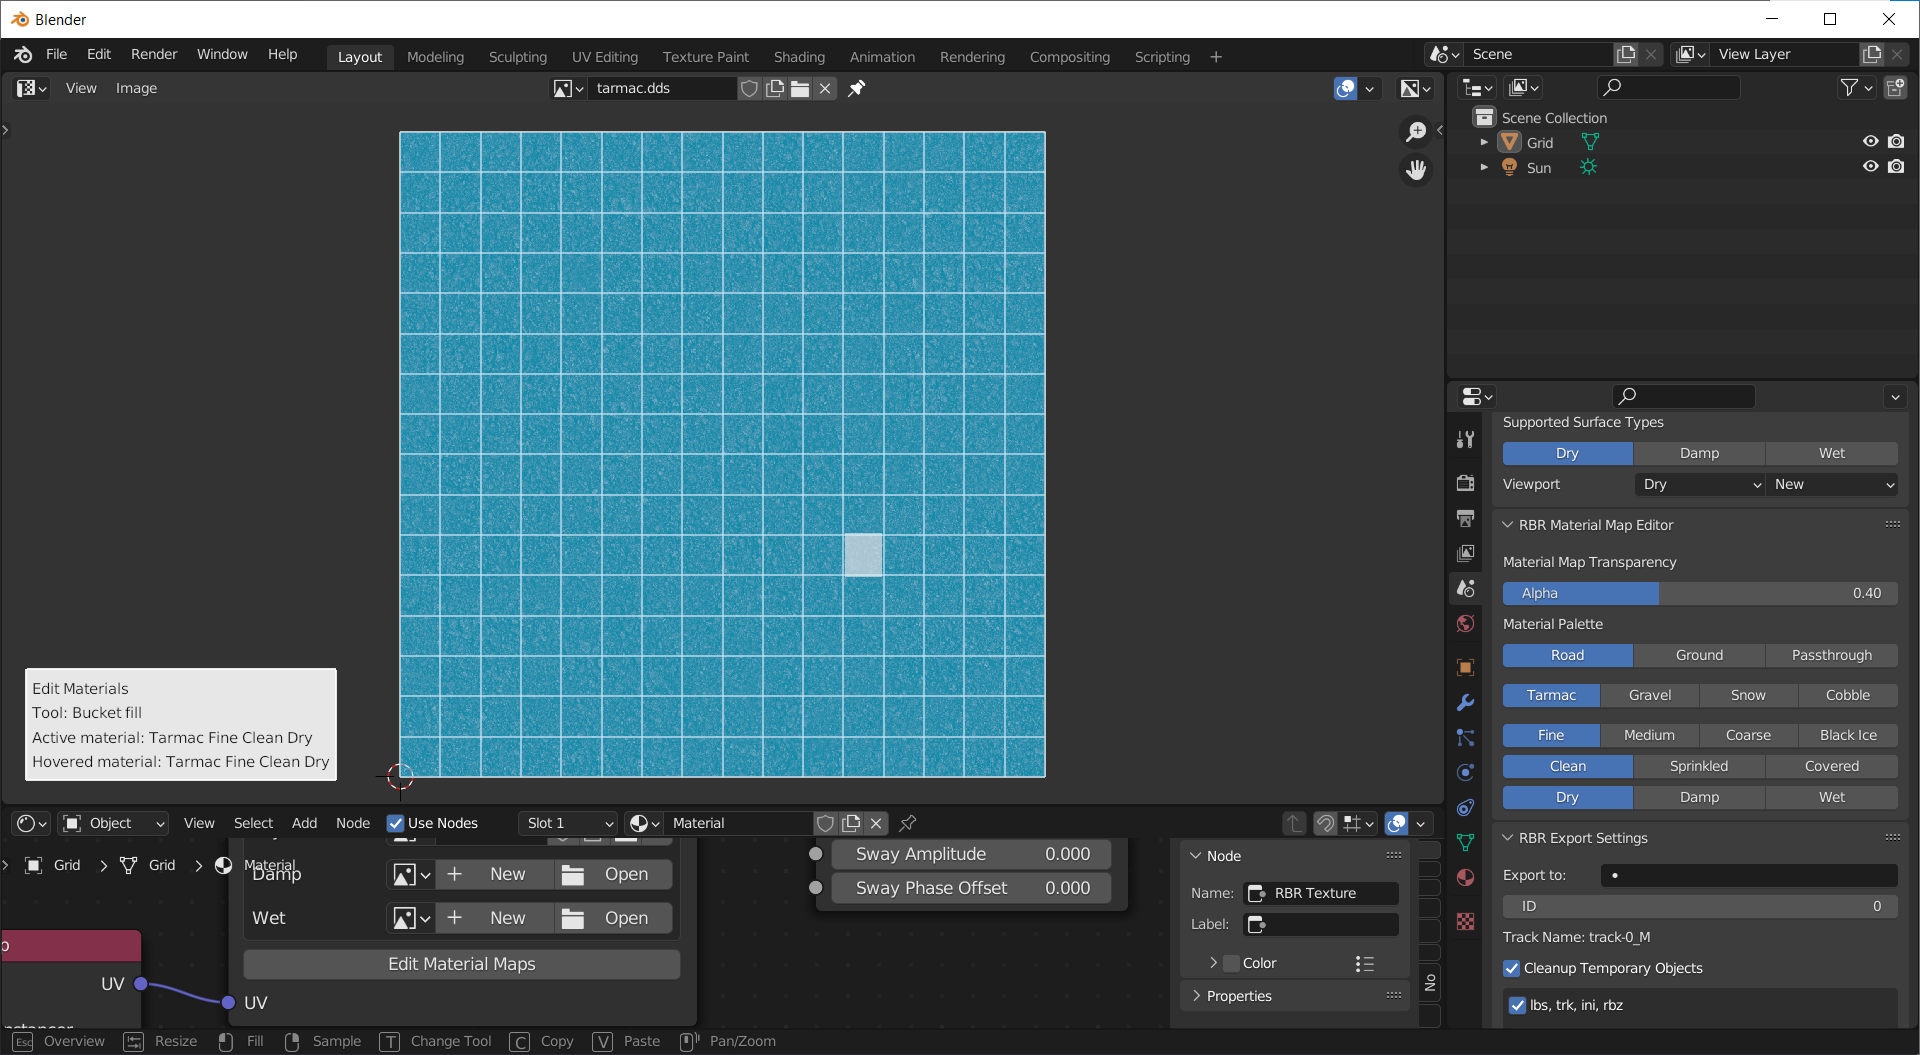 Blender
File Edit Render Window Help Layout Modeling Sculpting UV Editing Texture Paint Shading Animation Rendering Compositing Scripting + Scene View Layer
View Image tarmac.dds
Scene Collection
Grid
Sun
Supported Surface Types
Dry Damp Wet
Viewport Dry New
RBR Material Map Editor
Material Map Transparency
Alpha 0.40
Material Palette
Road Ground Passthrough
Tarmac Gravel Snow Cobble
Fine Medium Coarse Black Ice
Clean Sprinkled Covered
Dry Damp Wet
RBR Export Settings
Export to:
ID 0
Track Name: track-0_M
Cleanup Temporary Objects
lbs, trk, ini, rbz
Edit Materials
Tool: Bucket fill
Active material: Tarmac Fine Clean Dry
Hovered material: Tarmac Fine Clean Dry
Object View Select Add Node Use Nodes Slot 1 Material
Grid Grid Material
Damp New Open
Wet New Open
Edit Material Maps
UV
UV
Sway Amplitude 0.000
Sway Phase Offset 0.000
Node
Name: RBR Texture
Label:
Color
Properties
No
Esc Overview Resize Fill Sample T Change Tool C Copy V Paste Pan/Zoom